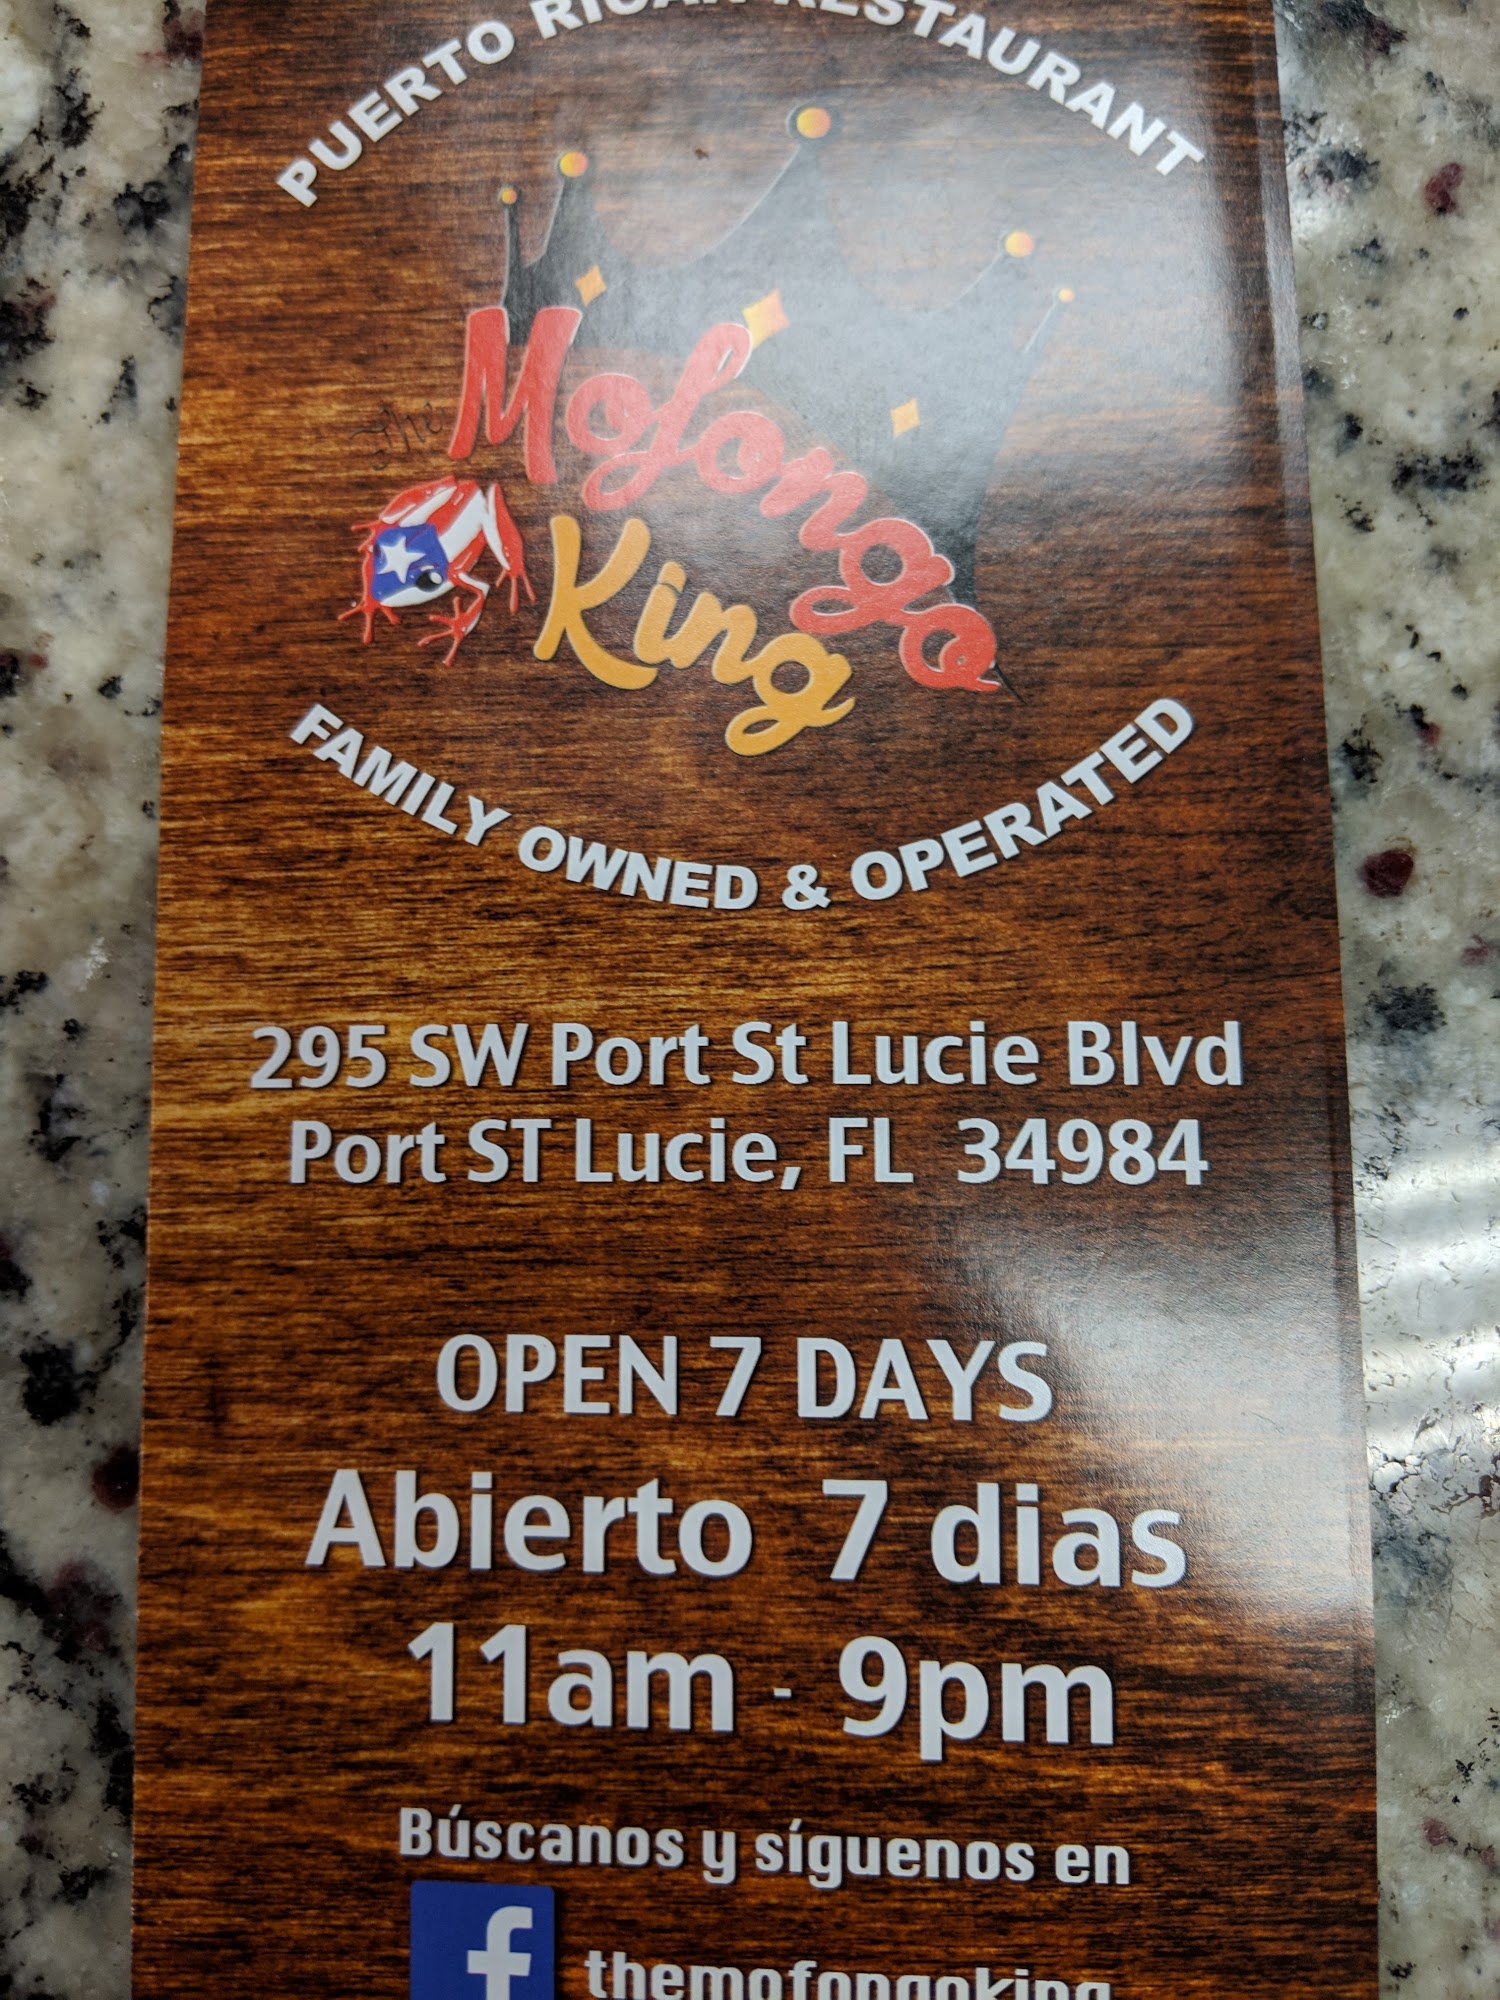 PUERTO RICAN RESTAURANT
The
Mofongo
King
FAMILY OWNED & OPERATED
295 SW Port St Lucie Blvd
Port ST Lucie, FL 34984
OPEN 7 DAYS
Abierto 7 dias
11am - 9pm
Búscanos y síguenos en
f themofongoking